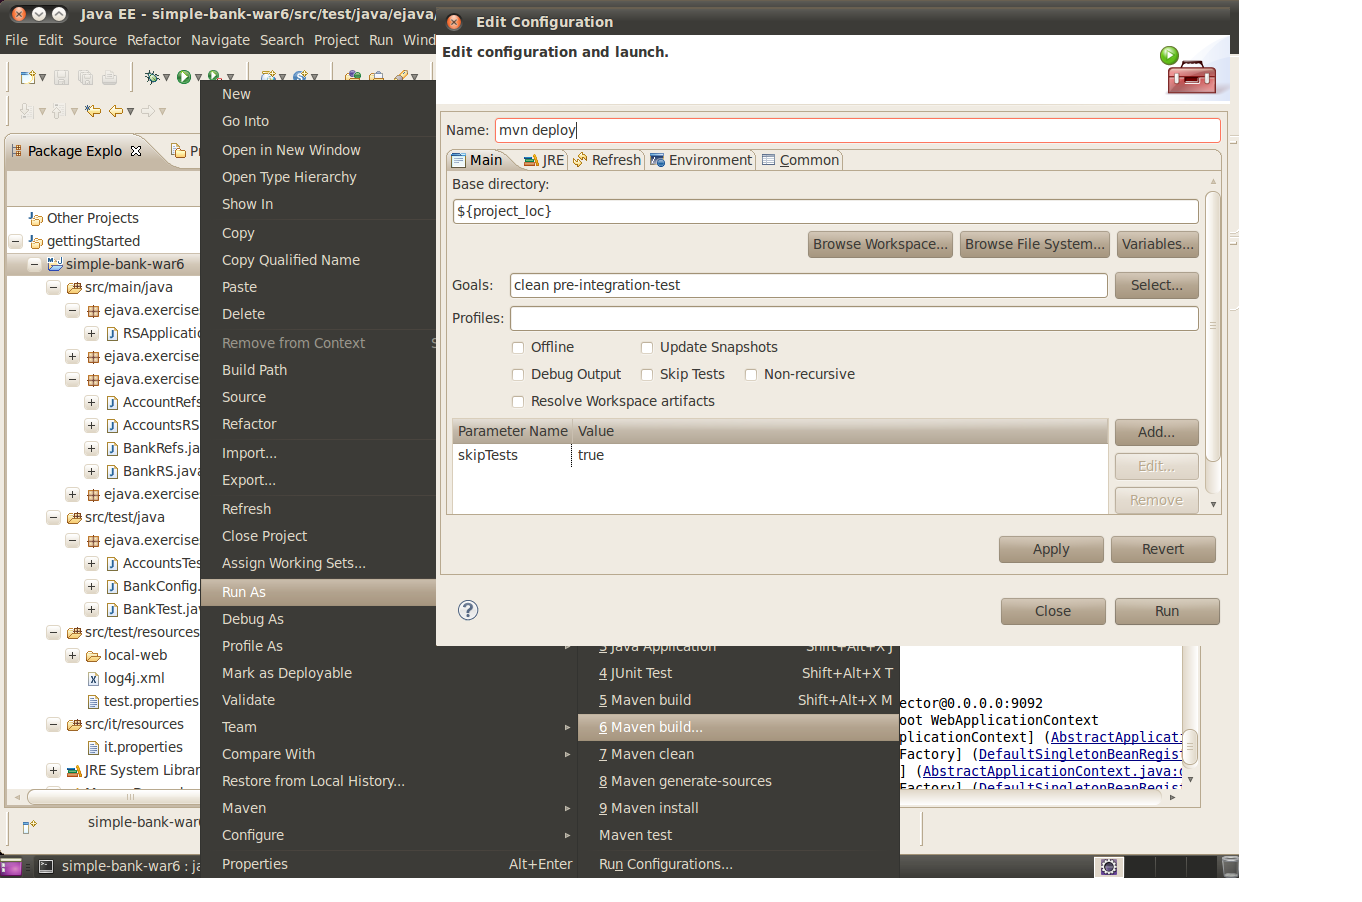 Java EE - simple-bank-war6/src/test/java/ejava/
File Edit Source Refactor Navigate Search Project Run Wind
Package Explo
Other Projects
gettingStarted
simple-bank-war6
src/main/java
ejava.exercise
RSApplicatio
ejava.exercise
ejava.exercise
AccountRefs
AccountsRS
BankRefs.ja
BankRS.java
ejava.exercise
src/test/java
ejava.exercise
AccountsTes
BankConfig.
BankTest.jav
src/test/resources
local-web
log4j.xml
test.properties
src/it/resources
it.properties
JRE System Librar
simple-bank-war
simple-bank-war6 : ja
New
Go Into
Open in New Window
Open Type Hierarchy
Show In
Copy
Copy Qualified Name
Paste
Delete
Remove from Context
Build Path
Source
Refactor
Import...
Export...
Refresh
Close Project
Assign Working Sets...
Run As
Debug As
Profile As
Mark as Deployable
Validate
Team
Compare With
Restore from Local History...
Maven
Configure
Properties Alt+Enter
3 Java Application Shift+Alt+X J
4 JUnit Test Shift+Alt+X T
5 Maven build Shift+Alt+X M
6 Maven build...
7 Maven clean
8 Maven generate-sources
9 Maven install
Maven test
Run Configurations...
Edit Configuration
Edit configuration and launch.
Name: mvn deploy
Main JRE Refresh Environment Common
Base directory:
${project_loc}
Browse Workspace... Browse File System... Variables...
Goals: clean pre-integration-test Select...
Profiles:
Offline Update Snapshots
Debug Output Skip Tests Non-recursive
Resolve Workspace artifacts
Parameter Name Value
skipTests true
Add...
Edit...
Remove
Apply Revert
Close Run
ector@0.0.0.0:9092
oot WebApplicationContext
plicationContext] (AbstractApplicati
Factory] (DefaultSingletonBeanRegist
] (AbstractApplicationContext.java:
Factory] (DefaultSingletonBeanRegist